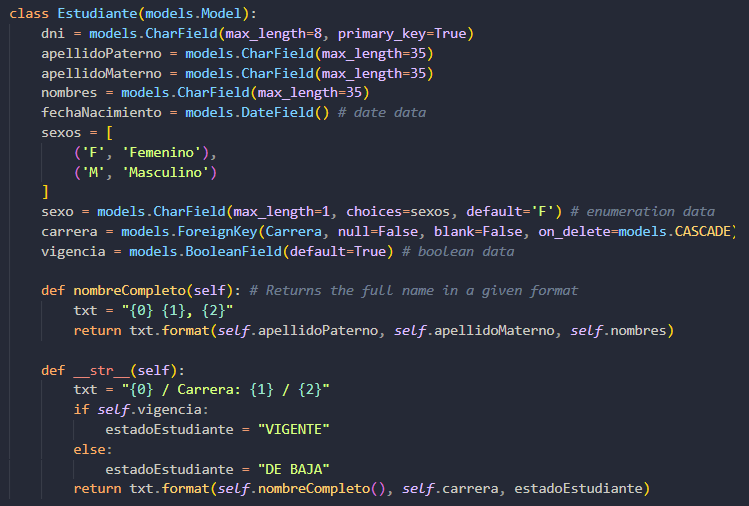 class Estudiante(models.Model):
    dni = models.CharField(max_length=8, primary_key=True)
    apellidoPaterno = models.CharField(max_length=35)
    apellidoMaterno = models.CharField(max_length=35)
    nombres = models.CharField(max_length=35)
    fechaNacimiento = models.DateField() # date data
    sexos = [
        ('F', 'Femenino'),
        ('M', 'Masculino')
    ]
    sexo = models.CharField(max_length=1, choices=sexos, default='F') # enumeration data
    carrera = models.ForeignKey(Carrera, null=False, blank=False, on_delete=models.CASCADE)
    vigencia = models.BooleanField(default=True) # boolean data

    def nombreCompleto(self): # Returns the full name in a given format
        txt = "{0} {1}, {2}"
        return txt.format(self.apellidoPaterno, self.apellidoMaterno, self.nombres)

    def __str__(self):
        txt = "{0} / Carrera: {1} / {2}"
        if self.vigencia:
            estadoEstudiante = "VIGENTE"
        else:
            estadoEstudiante = "DE BAJA"
        return txt.format(self.nombreCompleto(), self.carrera, estadoEstudiante)